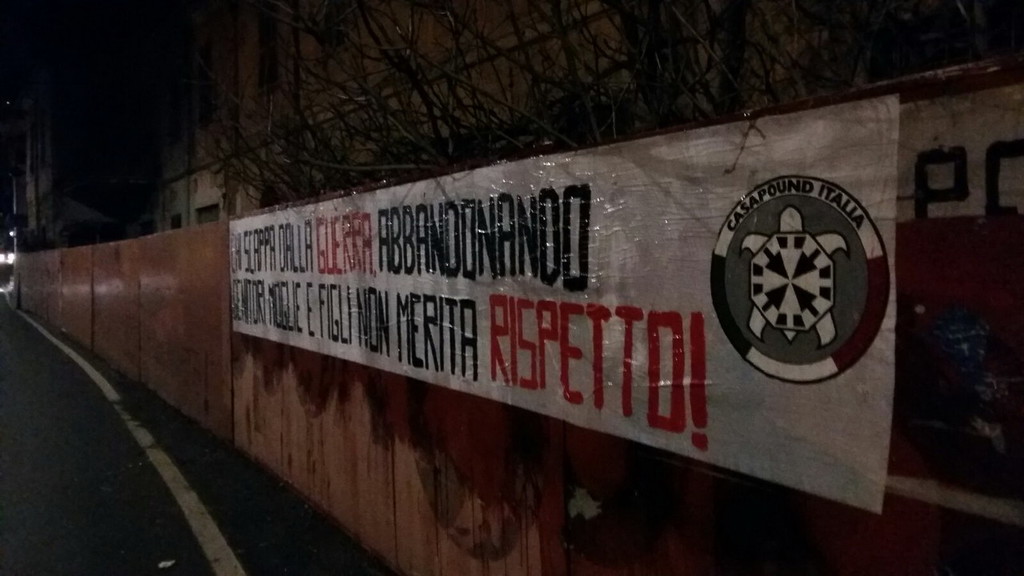 CHI SCAPPA DALLA GUERRA, ABBANDONANDO
GENITORI MOGLIE E FIGLI NON MERITA RISPETTO!
CASAPOUND ITALIA